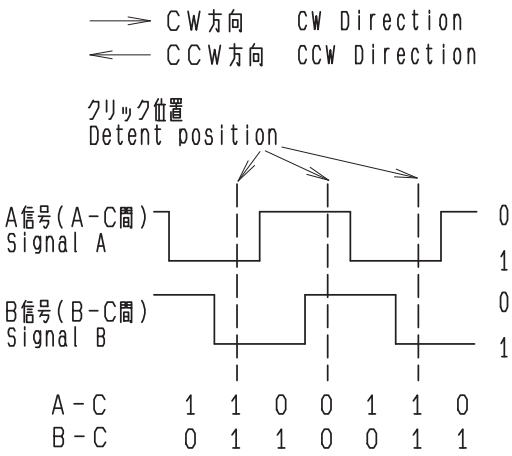 CW方向 CW Direction
CCW方向 CCW Direction
クリック位置
Detent position
A信号(A-C間)
Signal A
0
1
B信号(B-C間)
Signal B
0
1
A-C 1 1 0 0 1 1 0
B-C 0 1 1 0 0 1 1